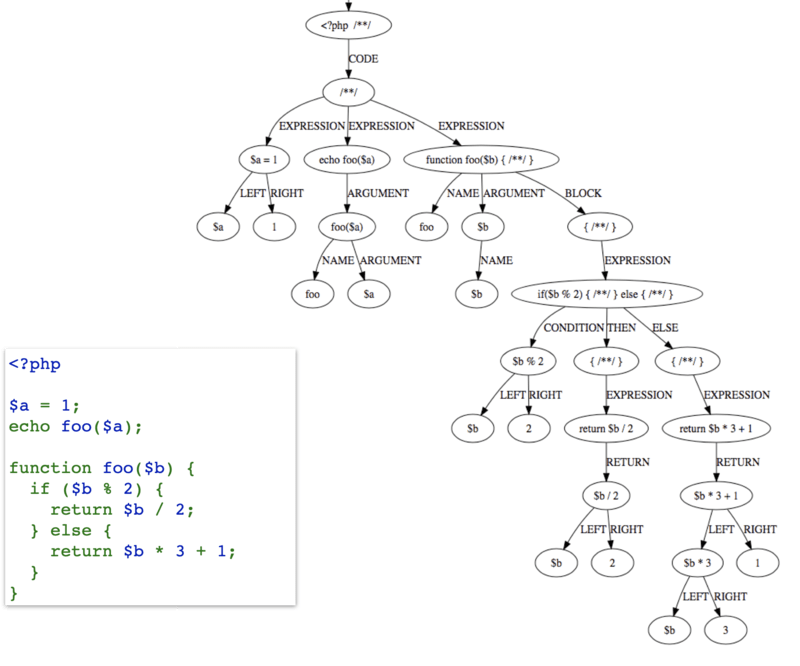 <?php /**/
CODE
/**/
EXPRESSION EXPRESSION EXPRESSION
$a = 1 echo foo($a) function foo($b) { /**/ }
LEFT RIGHT ARGUMENT NAME ARGUMENT BLOCK
$a 1 foo($a) foo $b { /**/ }
NAME ARGUMENT NAME EXPRESSION
foo $a $b if($b % 2) { /**/ } else { /**/ }
CONDITION THEN ELSE
$b % 2 { /**/ } { /**/ }
LEFT RIGHT EXPRESSION EXPRESSION
$b 2 return $b / 2 return $b * 3 + 1
RETURN RETURN
$b / 2 $b * 3 + 1
LEFT RIGHT LEFT RIGHT
$b 2 $b * 3 1
LEFT RIGHT
$b 3
<?php
$a = 1;
echo foo($a);
function foo($b) {
if ($b % 2) {
return $b / 2;
} else {
return $b * 3 + 1;
}
}